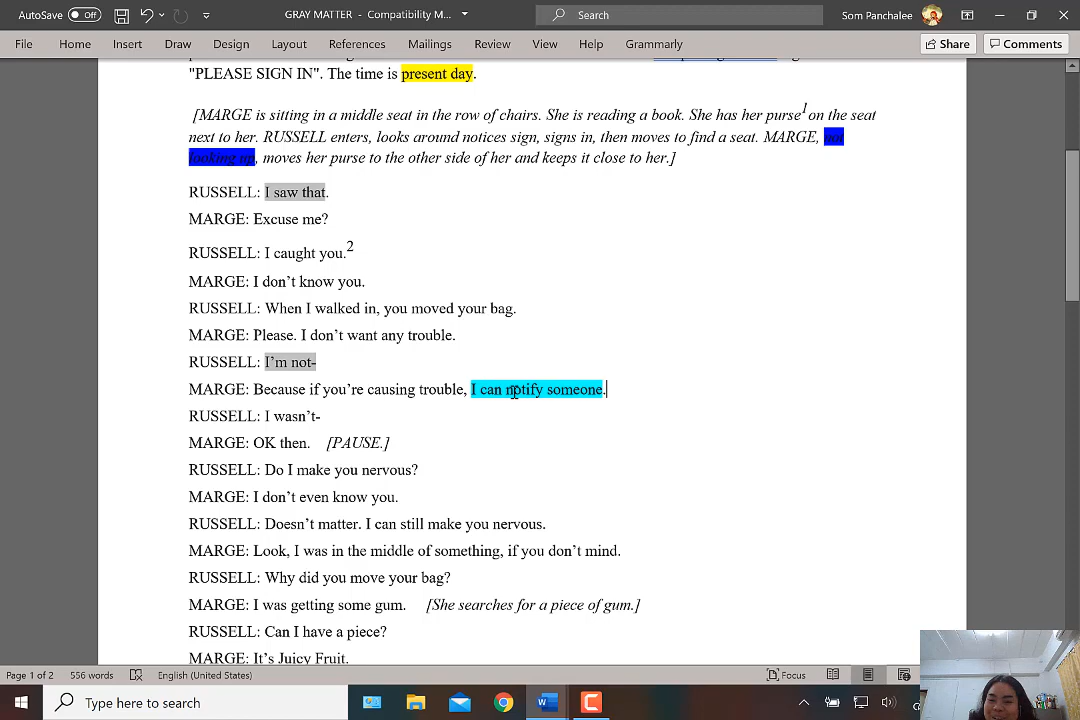 AutoSave Off GRAY MATTER - Compatibility M... Search Som Panchalee
File Home Insert Draw Design Layout References Mailings Review View Help Grammarly Share Comments
"PLEASE SIGN IN". The time is present day.
[MARGE is sitting in a middle seat in the row of chairs. She is reading a book. She has her purse1 on the seat
next to her. RUSSELL enters, looks around notices sign, signs in, then moves to find a seat. MARGE, not
looking up, moves her purse to the other side of her and keeps it close to her.]
RUSSELL: I saw that.
MARGE: Excuse me?
RUSSELL: I caught you.2
MARGE: I don’t know you.
RUSSELL: When I walked in, you moved your bag.
MARGE: Please. I don’t want any trouble.
RUSSELL: I’m not-
MARGE: Because if you’re causing trouble, I can notify someone.
RUSSELL: I wasn’t-
MARGE: OK then. [PAUSE.]
RUSSELL: Do I make you nervous?
MARGE: I don’t even know you.
RUSSELL: Doesn’t matter. I can still make you nervous.
MARGE: Look, I was in the middle of something, if you don’t mind.
RUSSELL: Why did you move your bag?
MARGE: I was getting some gum. [She searches for a piece of gum.]
RUSSELL: Can I have a piece?
MARGE: It’s Juicy Fruit.
Page 1 of 2 556 words English (United States) Focus
Type here to search